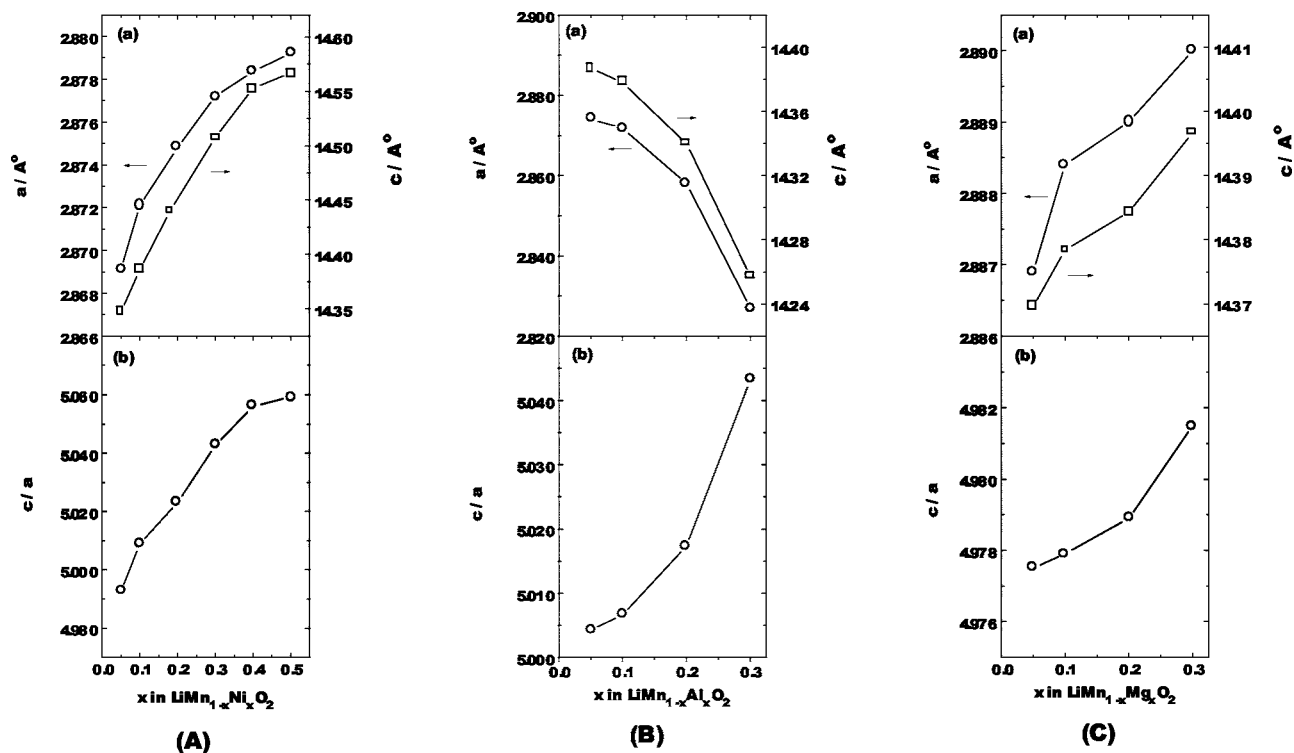 (a)
a / A°
2.880
2.878
2.876
2.874
2.872
2.870
2.868
2.866
14.60
14.55
14.50
14.45
14.40
14.35
c / A°
(b)
c / a
5.060
5.040
5.020
5.000
4.980
0.0 0.1 0.2 0.3 0.4 0.5
x in LiMn1-xNixO2
(A)
(a)
a / A°
2.900
2.880
2.860
2.840
2.820
14.40
14.36
14.32
14.28
14.24
c / A°
(b)
c / a
5.040
5.030
5.020
5.010
5.000
0.0 0.1 0.2 0.3
x in LiMn1-xAlxO2
(B)
(a)
a / A°
2.890
2.889
2.888
2.887
2.886
14.41
14.40
14.39
14.38
14.37
c / A°
(b)
c / a
4.982
4.980
4.978
4.976
0.0 0.1 0.2 0.3
x in LiMn1-xMgxO2
(C)